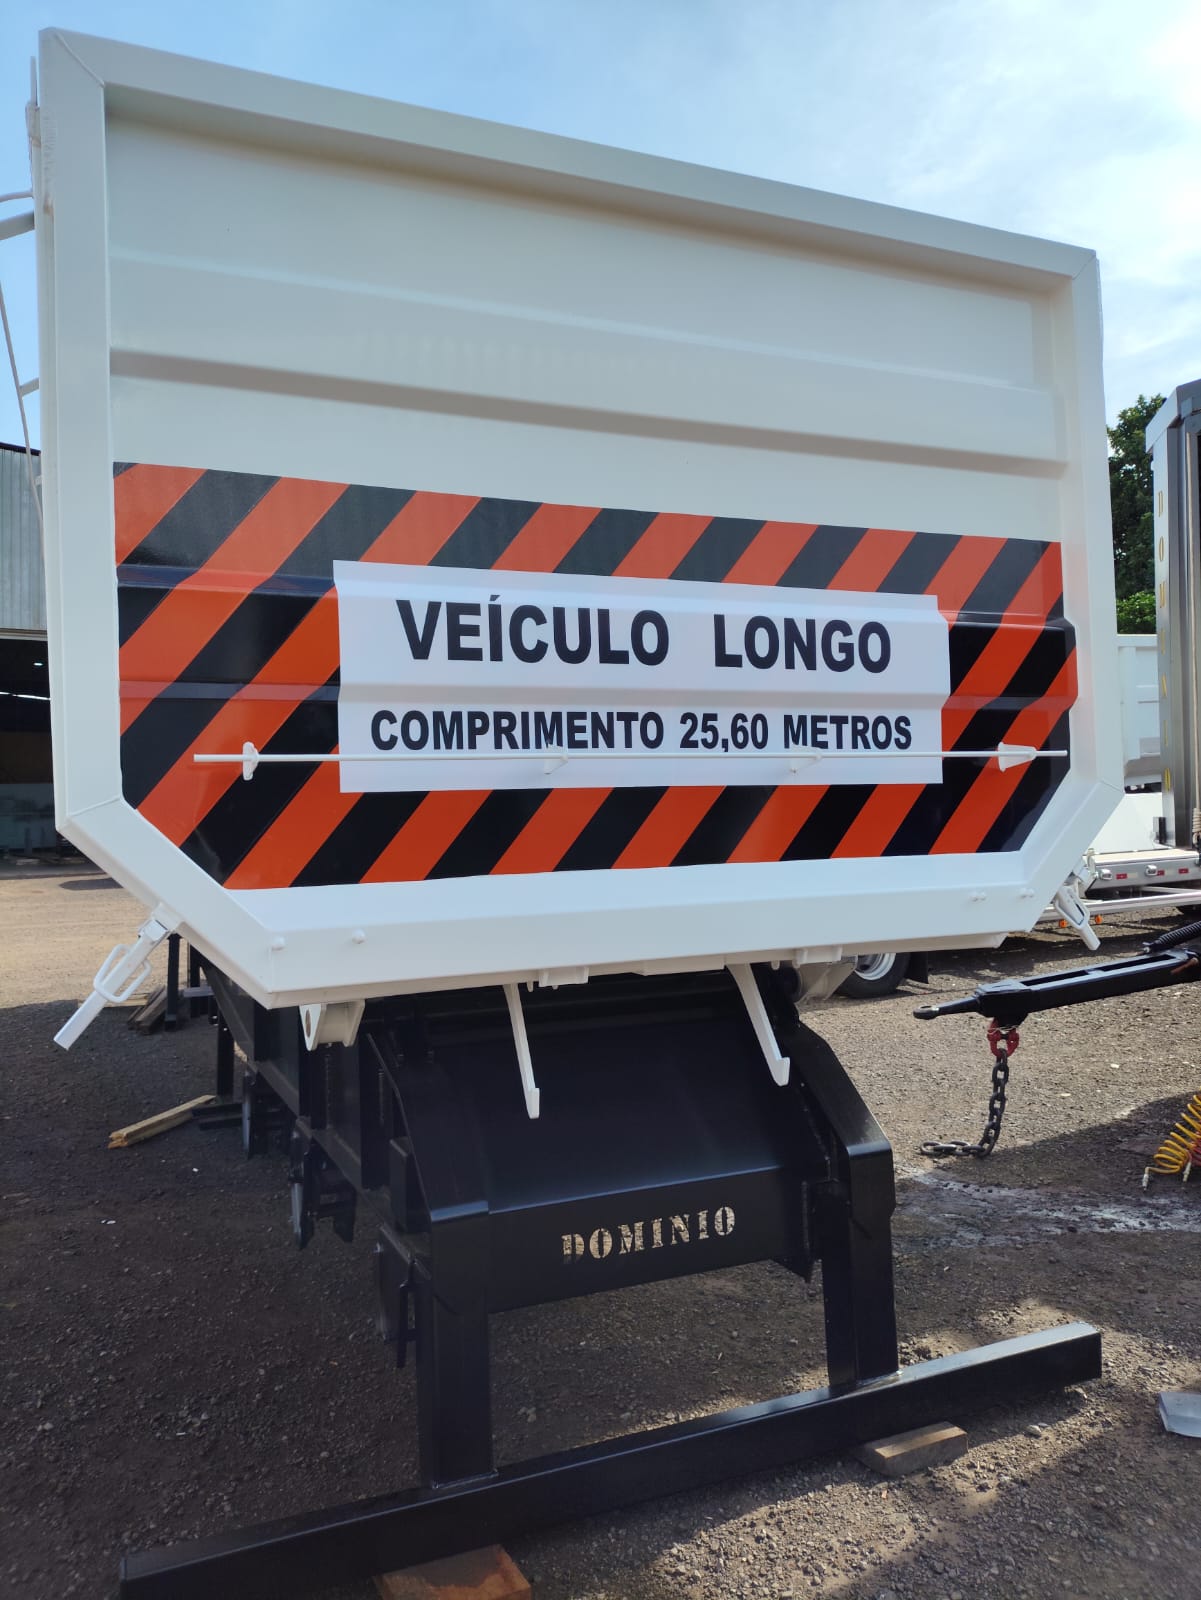 VEÍCULO LONGO
COMPRIMENTO 25,60 METROS
DOMINIO